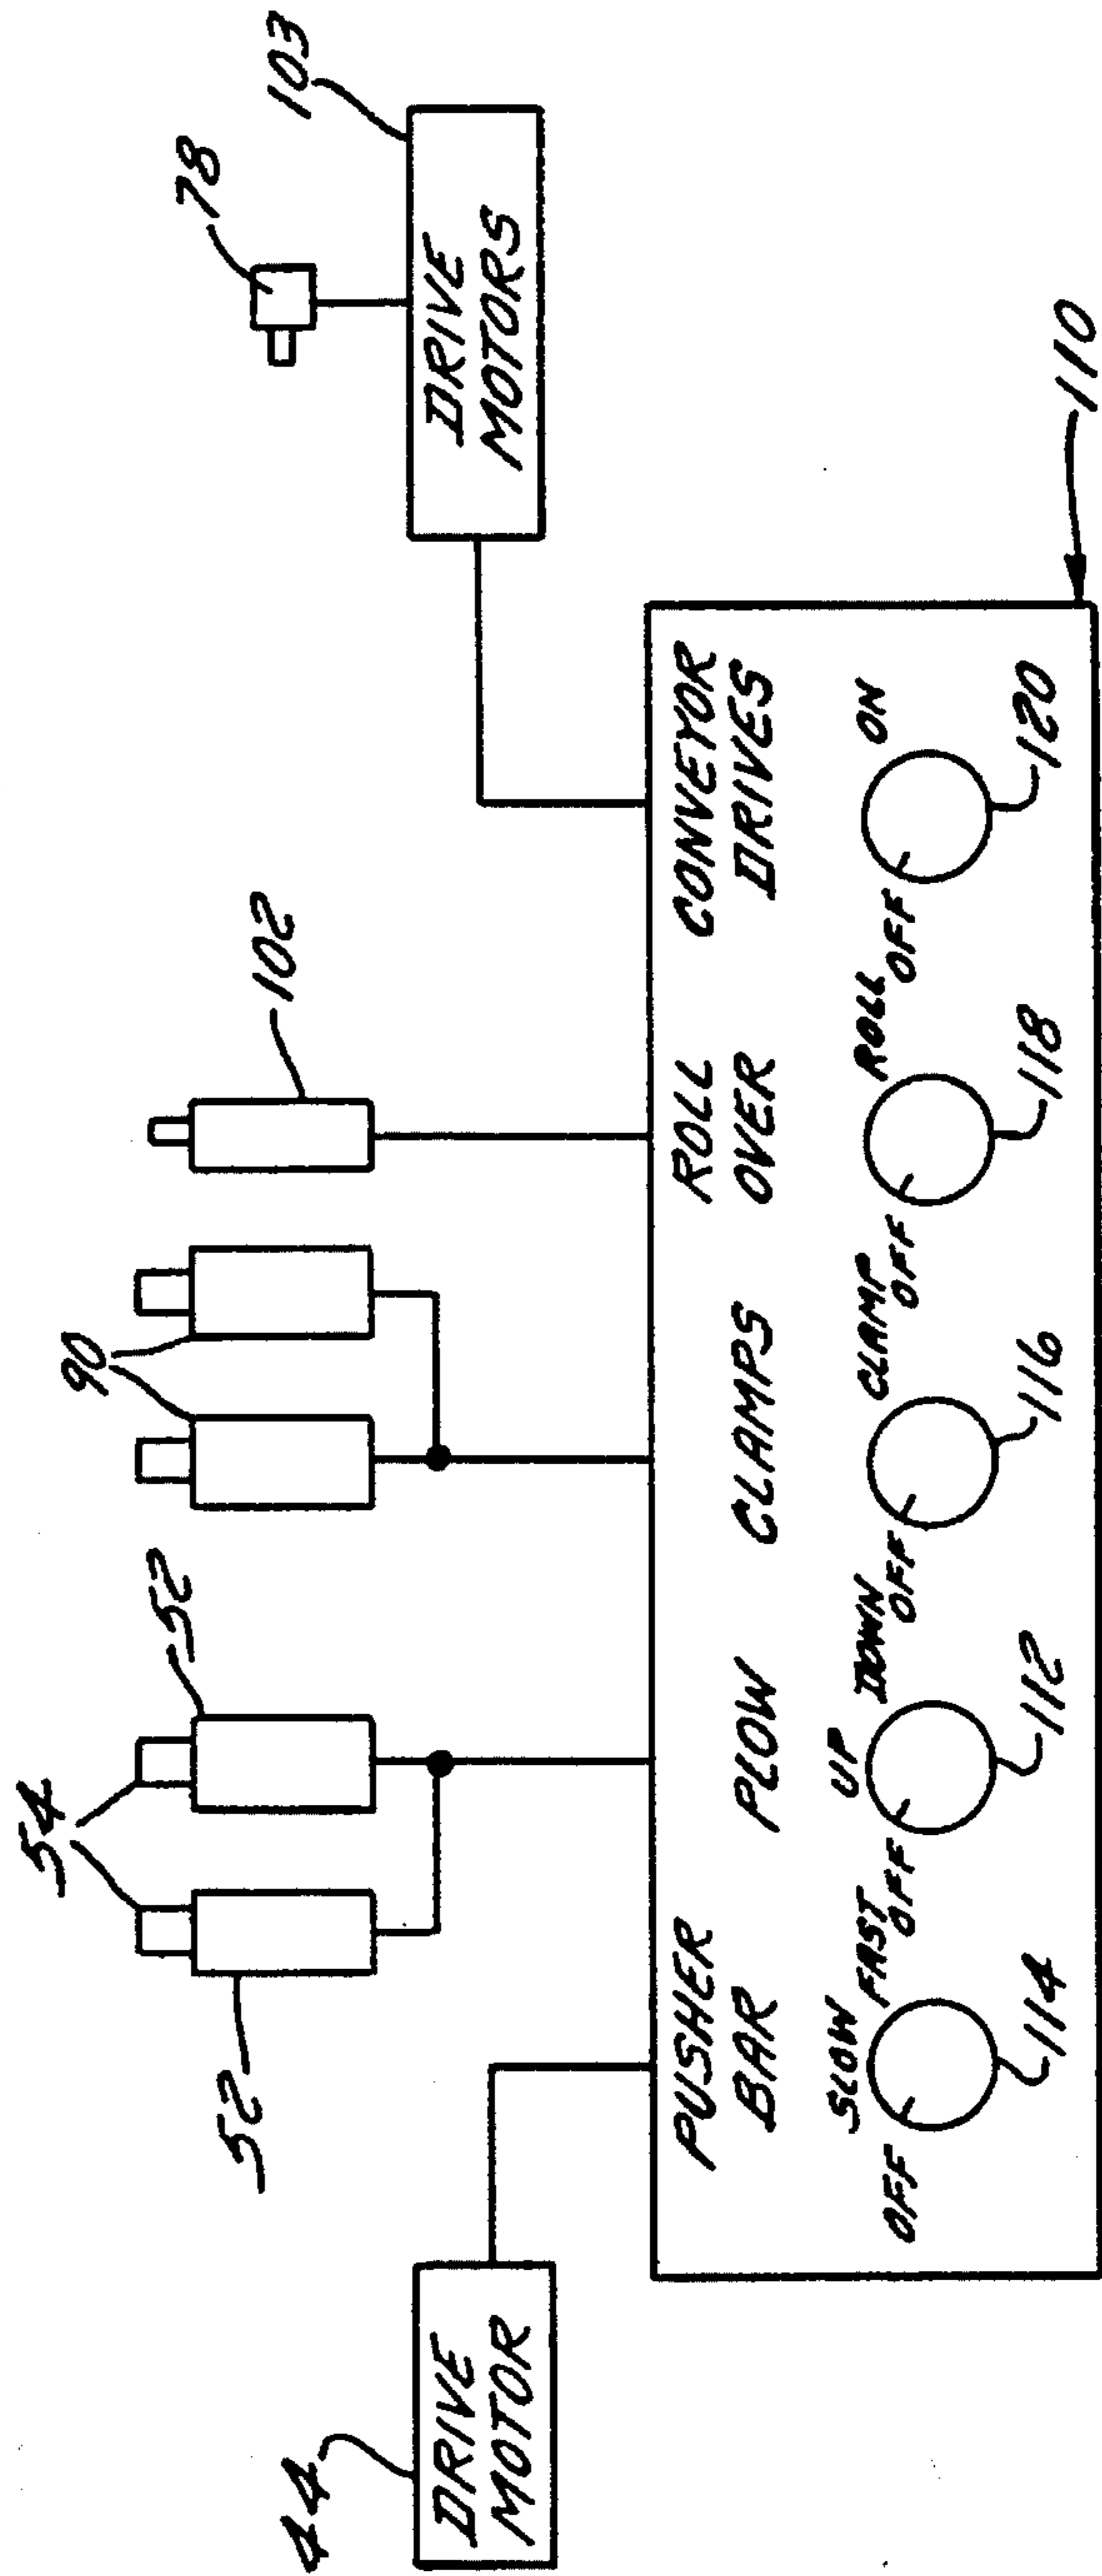 44
DRIVE
MOTOR
54
52
52
90
102
78
103
DRIVE
MOTORS
110
PUSHER
BAR
PLOW
CLAMPS
ROLL
OVER
CONVEYOR
DRIVES
OFF
SLOW
FAST
OFF
UP
DOWN
OFF
CLAMP
OFF
ROLL
OFF
ON
114
112
116
118
120